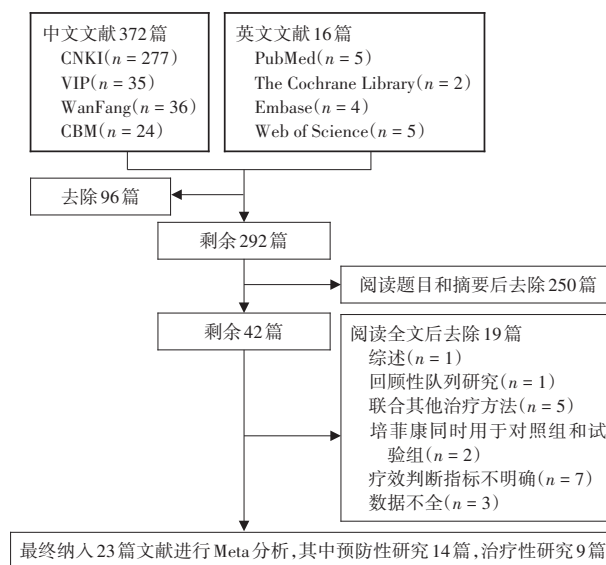 中文文献372篇
CNKI(n = 277)
VIP(n = 35)
WanFang(n = 36)
CBM(n = 24)
英文文献16篇
PubMed(n = 5)
The Cochrane Library(n = 2)
Embase(n = 4)
Web of Science(n = 5)
去除96篇
剩余292篇
阅读题目和摘要后去除250篇
剩余42篇
阅读全文后去除19篇
综述(n = 1)
回顾性队列研究(n = 1)
联合其他治疗方法(n = 5)
培菲康同时用于对照组和试
验组(n = 2)
疗效判断指标不明确(n = 7)
数据不全(n = 3)
最终纳入23篇文献进行Meta分析,其中预防性研究14篇,治疗性研究9篇